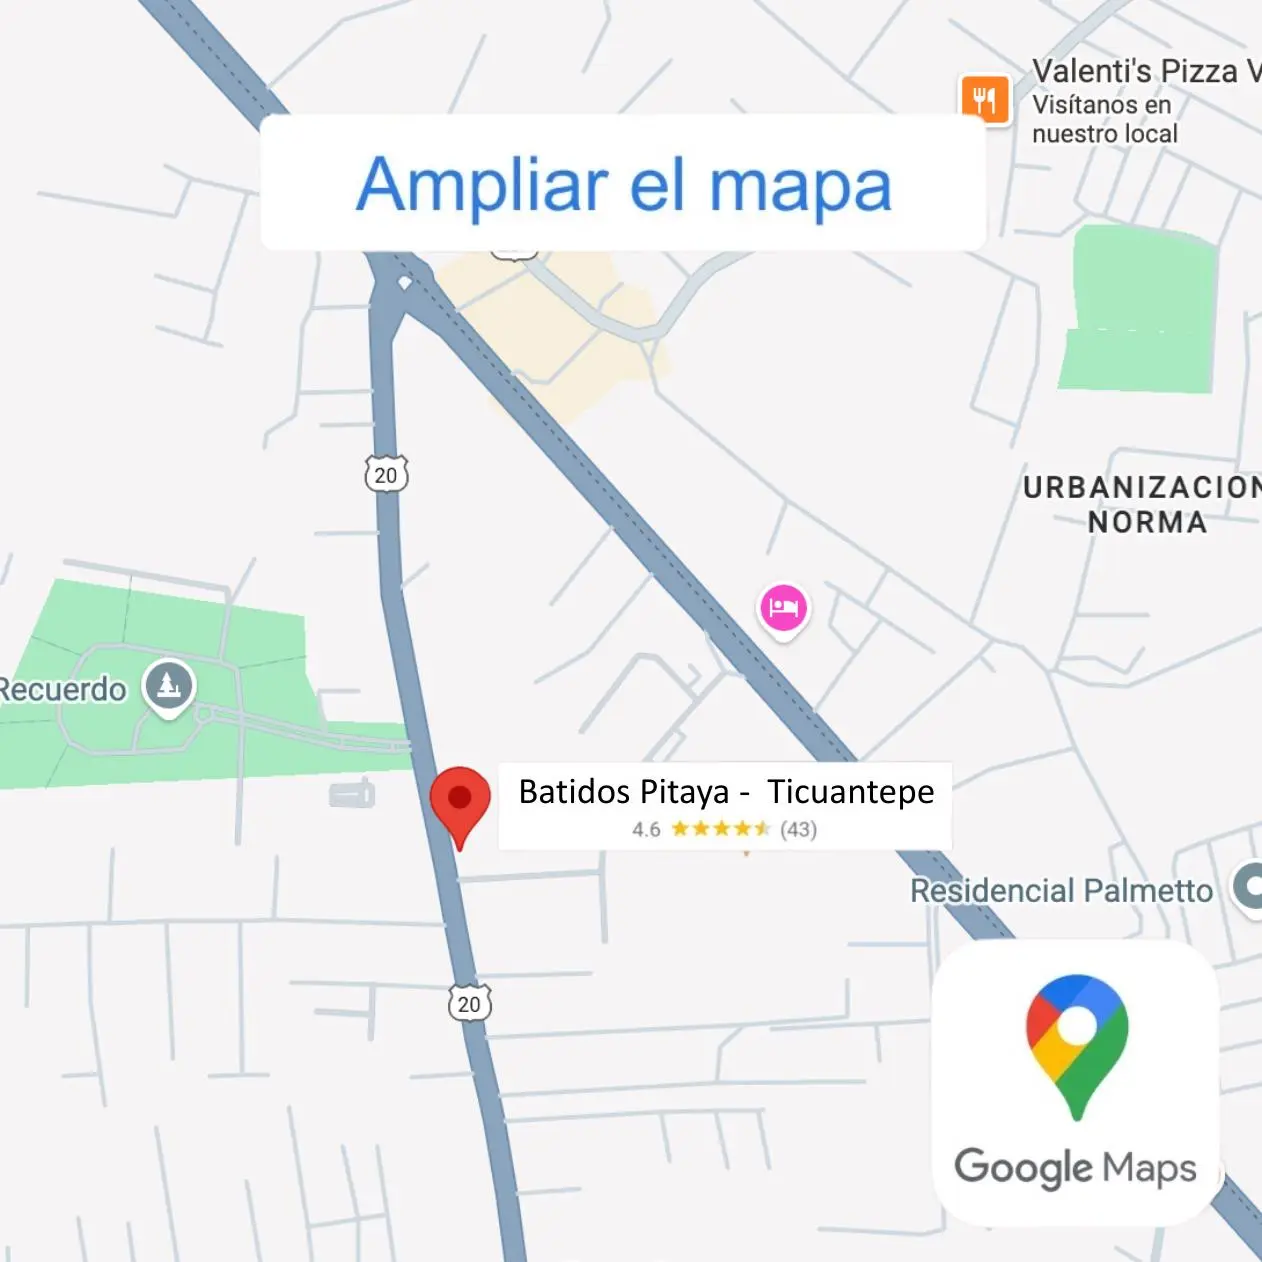 Valenti's Pizza V
Visítanos en
nuestro local
Ampliar el mapa
20
URBANIZACION
NORMA
Recuerdo
Batidos Pitaya - Ticuantepe
4.6 (43)
Residencial Palmetto
20
Google Maps